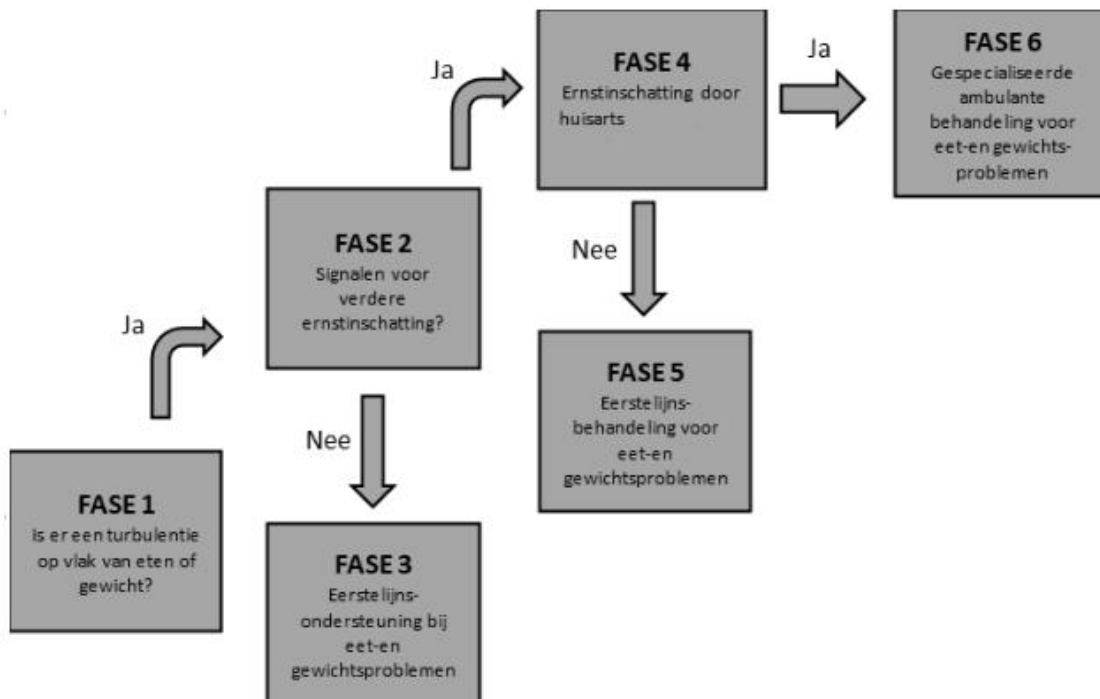 FASE 1
Is er een turbulentie
op vlak van eten of
gewicht?
Ja
FASE 2
Signalen voor
verdere
ernstinschatting?
Nee
FASE 3
Eerstelijns-
ondersteuning bij
eet-en
gewichtsproblemen
Ja
FASE 4
Ernstinschatting door
huisarts
Nee
FASE 5
Eerstelijns-
behandeling voor
eet-en
gewichtsproblemen
Ja
FASE 6
Gespecialiseerde
ambulante
behandeling voor
eet-en gewichts-
problemen